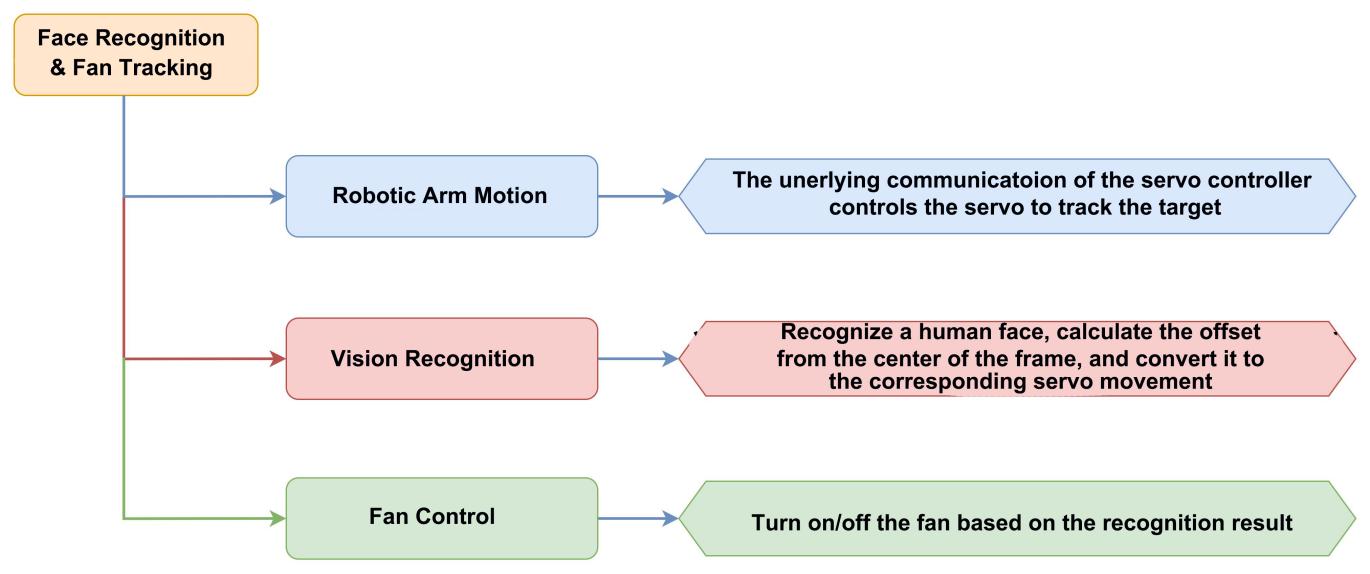 Face Recognition
& Fan Tracking
Robotic Arm Motion
The unerlying communicatoion of the servo controller
controls the servo to track the target
Vision Recognition
Recognize a human face, calculate the offset
from the center of the frame, and convert it to
the corresponding servo movement
Fan Control
Turn on/off the fan based on the recognition result